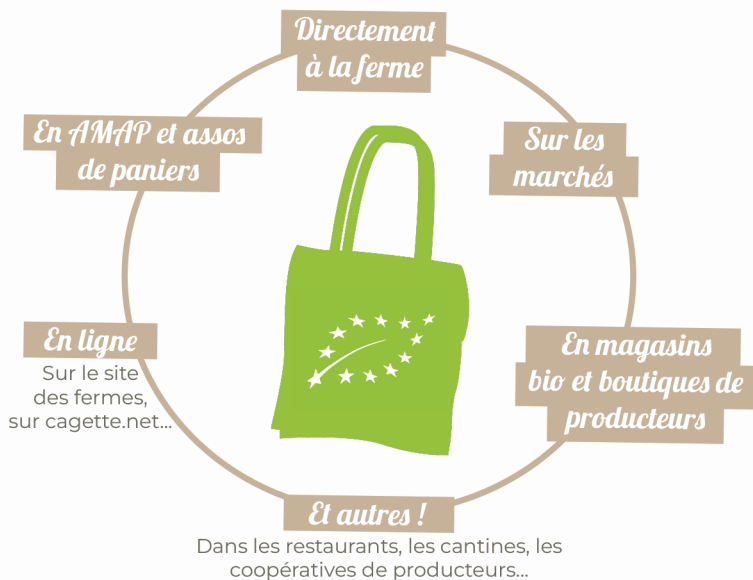 Directement
à la ferme
En AMAP et assos
de paniers
Sur les
marchés
En ligne
Sur le site
des fermes,
sur cagette.net...
En magasins
bio et boutiques de
producteurs
Et autres !
Dans les restaurants, les cantines, les
coopératives de producteurs...